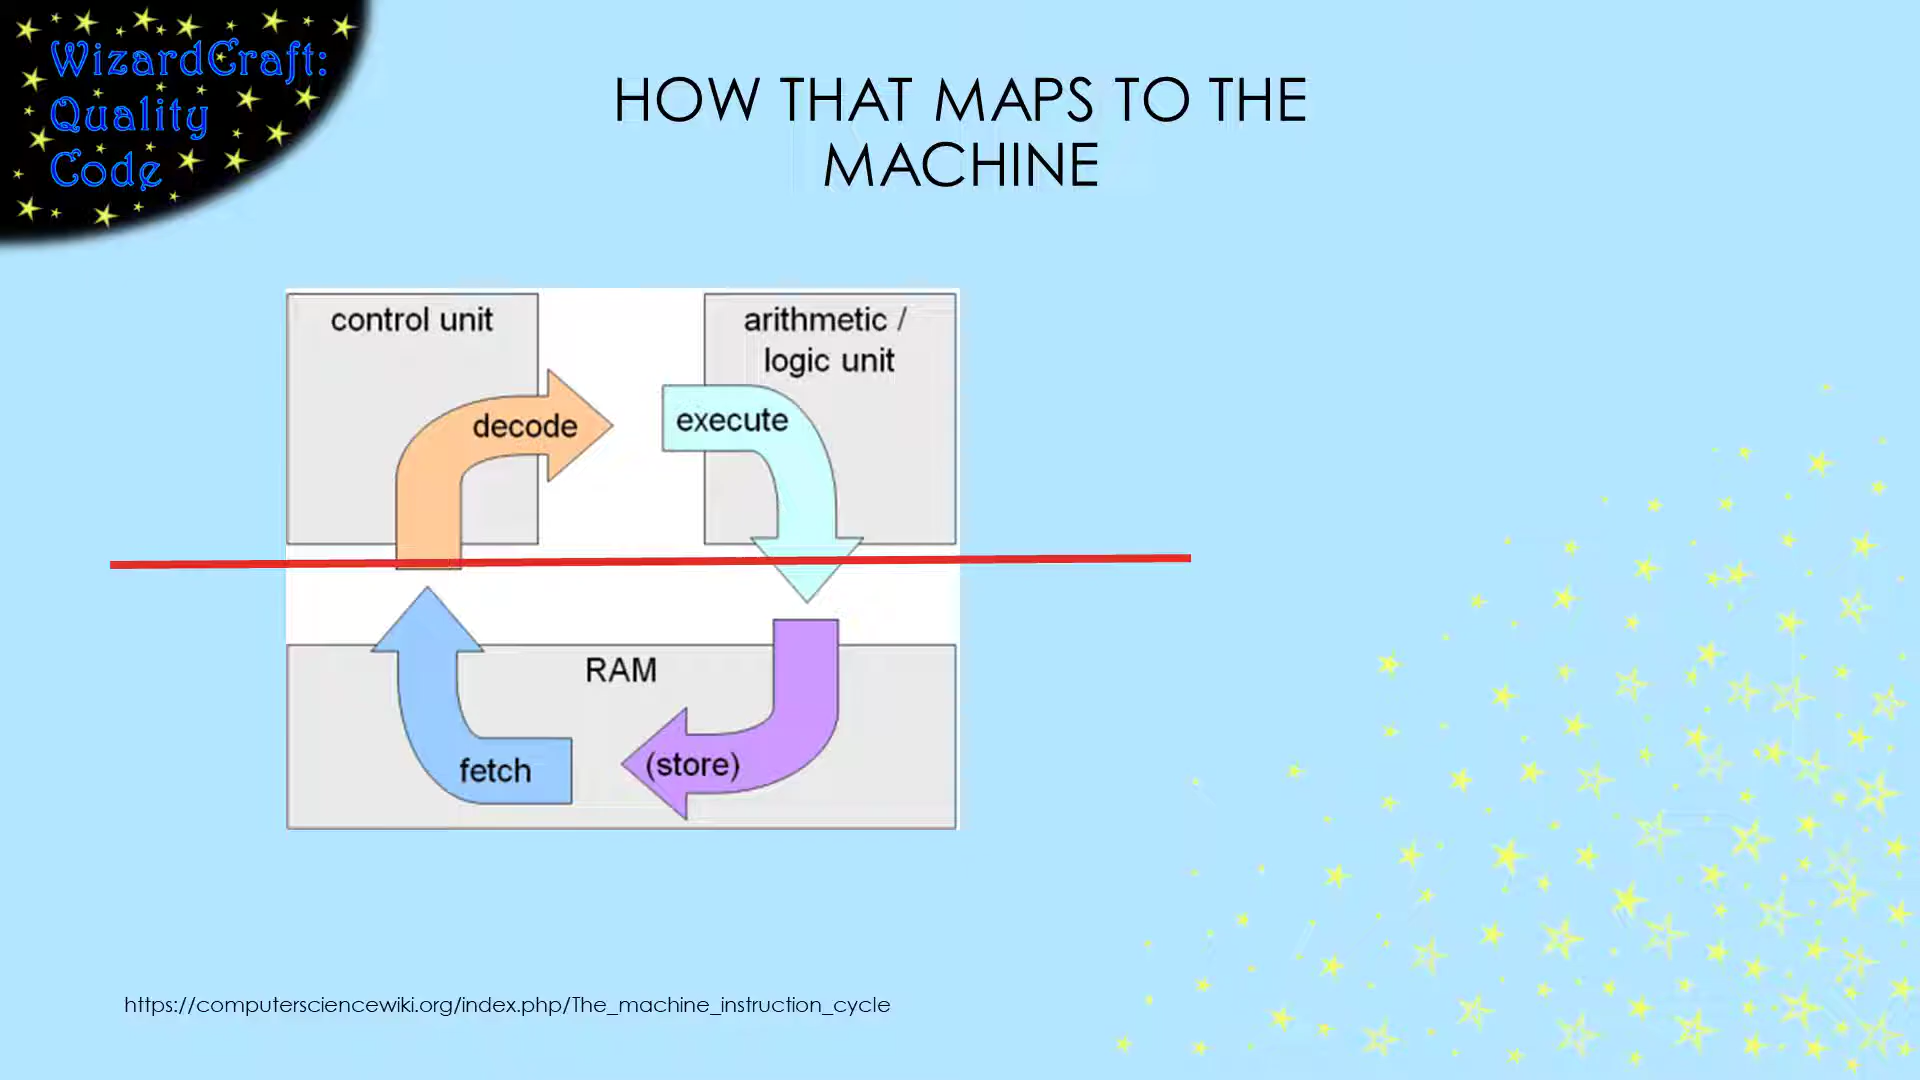 WizardCraft:
Quality
Code
HOW THAT MAPS TO THE
MACHINE
control unit
arithmetic /
logic unit
decode
execute
RAM
fetch
(store)
https://computersciencewiki.org/index.php/The_machine_instruction_cycle